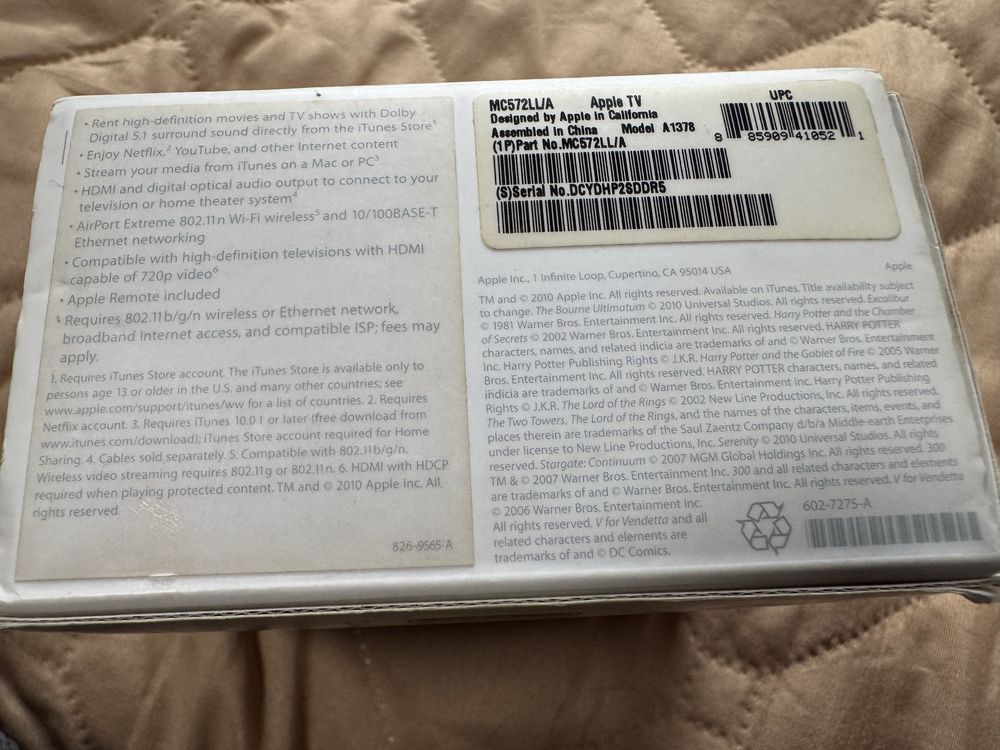 • Rent high-definition movies and TV shows with Dolby
Digital 5.1 surround sound directly from the iTunes Store¹
• Enjoy Netflix,² YouTube, and other Internet content
• Stream your media from iTunes on a Mac or PC³
• HDMI and digital optical audio output to connect to your
television or home theater system⁴
• AirPort Extreme 802.11n Wi-Fi wireless⁵ and 10/100BASE-T
Ethernet networking
• Compatible with high-definition televisions with HDMI
capable of 720p video⁶
• Apple Remote included
Requires 802.11b/g/n wireless or Ethernet network,
broadband Internet access, and compatible ISP; fees may
apply.
1. Requires iTunes Store account. The iTunes Store is available only to
persons age 13 or older in the U.S. and many other countries; see
www.apple.com/support/itunes/ww for a list of countries. 2. Requires
Netflix account. 3. Requires iTunes 10.0.1 or later (free download from
www.itunes.com/download); iTunes Store account required for Home
Sharing. 4. Cables sold separately. 5. Compatible with 802.11b/g/n.
Wireless video streaming requires 802.11g or 802.11n. 6. HDMI with HDCP
required when playing protected content. TM and © 2010 Apple Inc. All
rights reserved.
826-9565-A
MC572LL/A Apple TV
Designed by Apple in California
Assembled in China Model A1378
(1P)Part No.MC572LL/A
(S)Serial No.DCYDHP2SDDR5
UPC
8 85909 41052 1
Apple Inc., 1 Infinite Loop, Cupertino, CA 95014 USA Apple
TM and © 2010 Apple Inc. All rights reserved. Available on iTunes. Title availability subject
to change. The Bourne Ultimatum © 2010 Universal Studios. All rights reserved. Excalibur
© 1981 Warner Bros. Entertainment Inc. All rights reserved. Harry Potter and the Chamber
of Secrets © 2002 Warner Bros. Entertainment Inc. All rights reserved. HARRY POTTER
characters, names, and related indicia are trademarks of and © Warner Bros. Entertainment
Inc. Harry Potter Publishing Rights © J.K.R. Harry Potter and the Goblet of Fire © 2005 Warner
Bros. Entertainment Inc. All rights reserved. HARRY POTTER characters, names, and related
indicia are trademarks of and © Warner Bros. Entertainment Inc. Harry Potter Publishing
Rights © J.K.R. The Lord of the Rings © 2002 New Line Productions, Inc. All rights reserved.
The Two Towers, The Lord of the Rings, and the names of the characters, items, events, and
places therein are trademarks of the Saul Zaentz Company d/b/a Middle-earth Enterprises
under license to New Line Productions, Inc. Serenity © 2010 Universal Studios. All rights
reserved. Stargate: Continuum © 2007 MGM Global Holdings Inc. All rights reserved. 300
TM & © 2007 Warner Bros. Entertainment Inc. 300 and all related characters and elements
are trademarks of and © Warner Bros. Entertainment Inc. All rights reserved. V for Vendetta
© 2006 Warner Bros. Entertainment Inc.
All rights reserved. V for Vendetta and all
related characters and elements are
trademarks of and © DC Comics.
602-7275-A